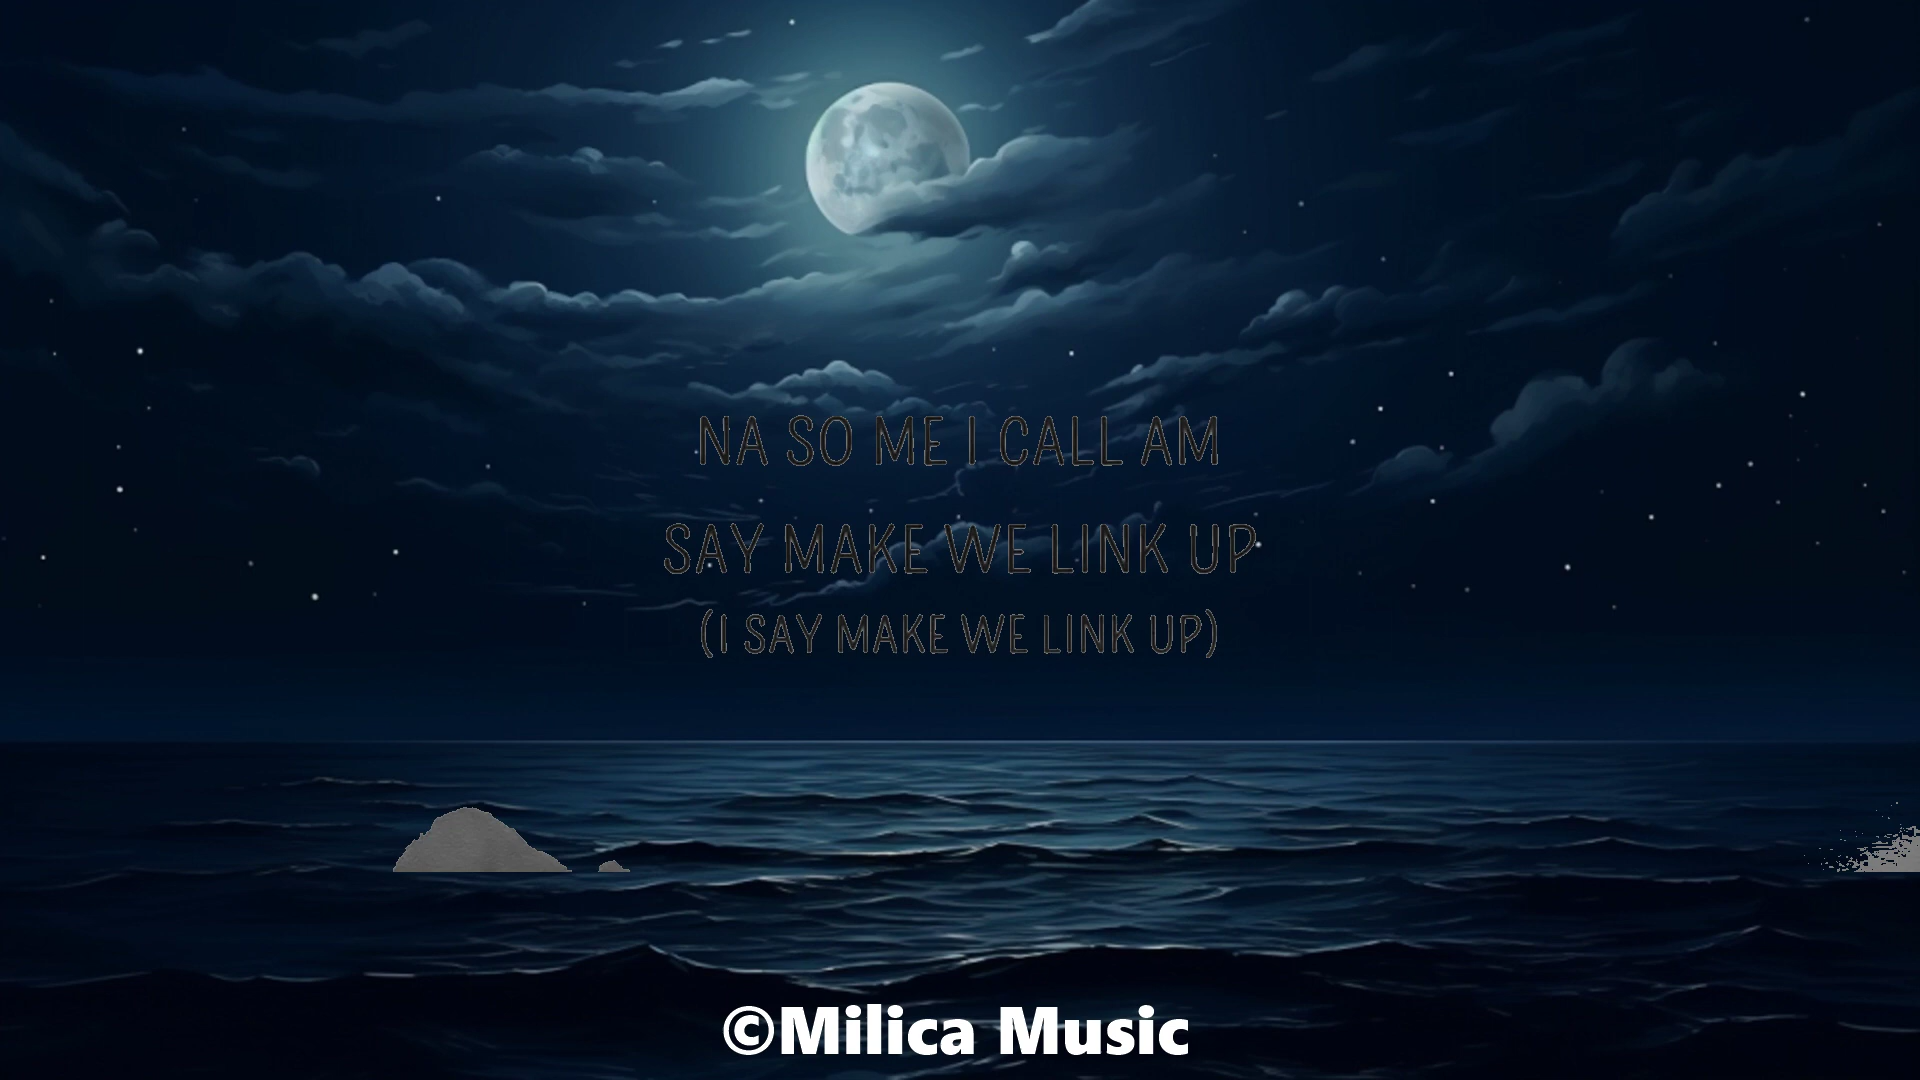 NA SO ME I CALL AM
SAY MAKE WE LINK UP
(I SAY MAKE WE LINK UP)
©Milica Music